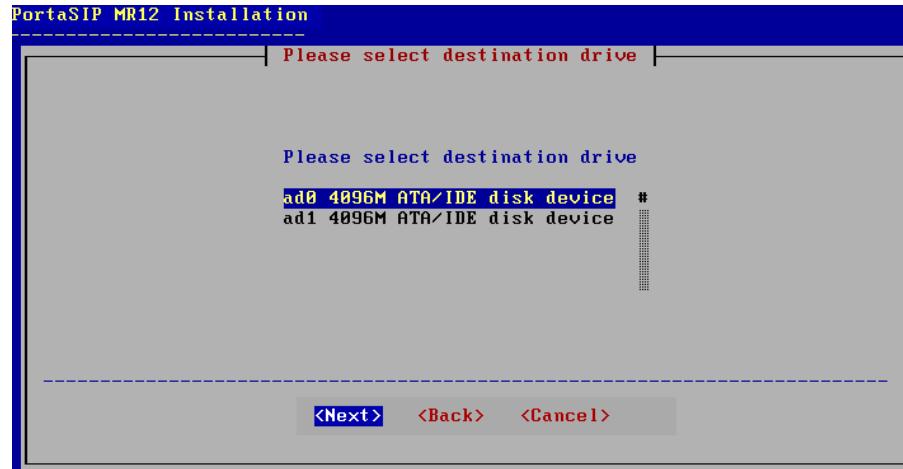 PortaSIP MR12 Installation
Please select destination drive
Please select destination drive
ad0 4096M ATA/IDE disk device #
ad1 4096M ATA/IDE disk device
<Next> <Back> <Cancel>